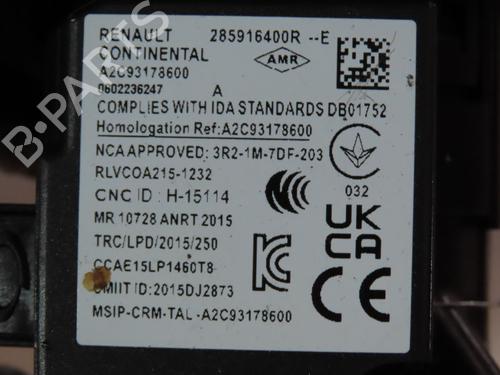 RENAULT 285916400R --E
CONTINENTAL AMR
A2C93178600
0602236247 A
COMPLIES WITH IDA STANDARDS DB01752
Homologation Ref:A2C93178600
NCA APPROVED: 3R2-1M-7DF-203
RLVCOA215-1232
032
CNC ID : H-15114
MR 10728 ANRT 2015
UK
CA
TRC/LPD/2015/250
CCAE15LP1460T8
CE
CMIIT ID:2015DJ2873
MSIP-CRM-TAL -A2C93178600
B-PARTS